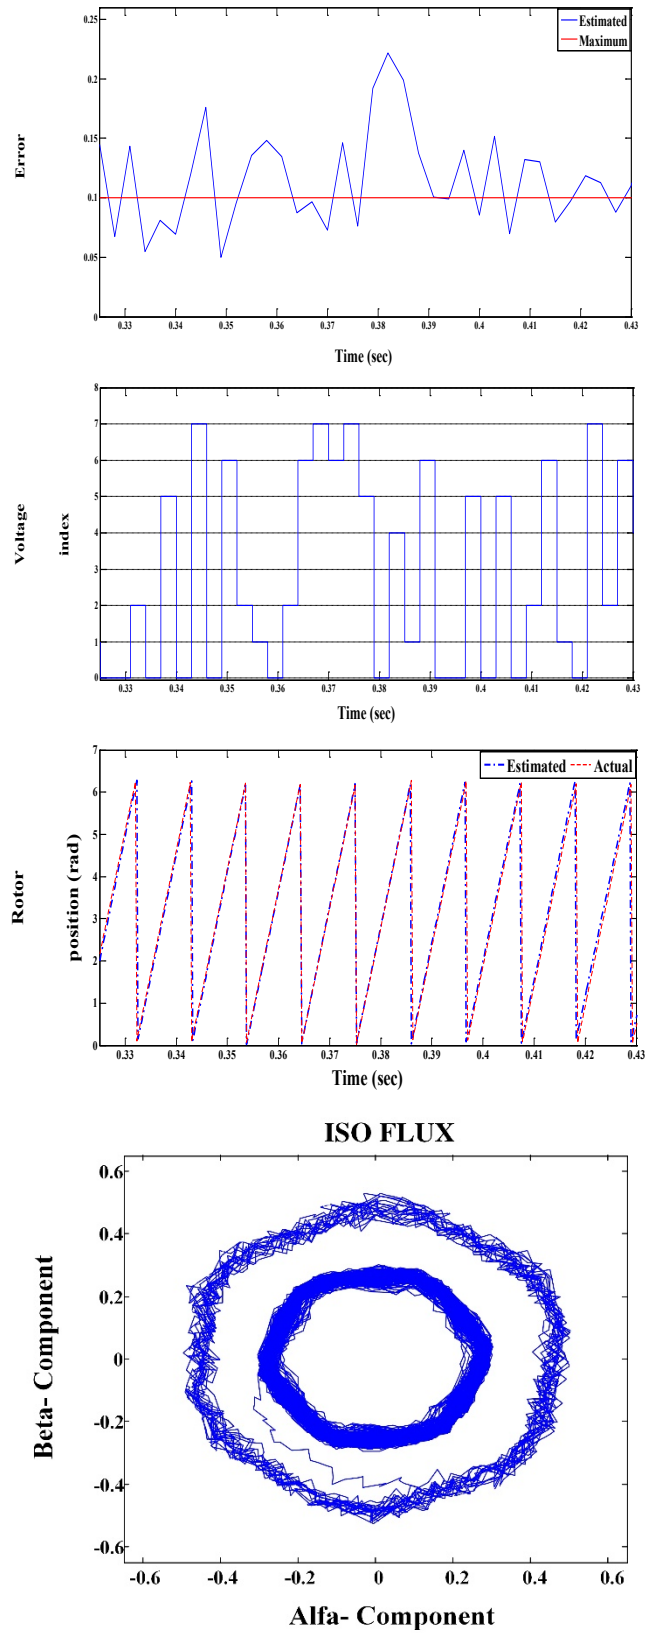 0.25
0.2
0.15
0.1
0.05
0
Error
Estimated
Maximum
0.33 0.34 0.35 0.36 0.37 0.38 0.39 0.4 0.41 0.42 0.43
Time (sec)
8
7
6
5
4
3
2
1
0
Voltage
index
0.33 0.34 0.35 0.36 0.37 0.38 0.39 0.4 0.41 0.42 0.43
Time (sec)
7
6
5
4
3
2
1
0
Rotor
position (rad)
Estimated Actual
0.33 0.34 0.35 0.36 0.37 0.38 0.39 0.4 0.41 0.42 0.43
Time (sec)
ISO FLUX
0.6
0.4
0.2
0
-0.2
-0.4
-0.6
Beta- Component
-0.6 -0.4 -0.2 0 0.2 0.4 0.6
Alfa- Component